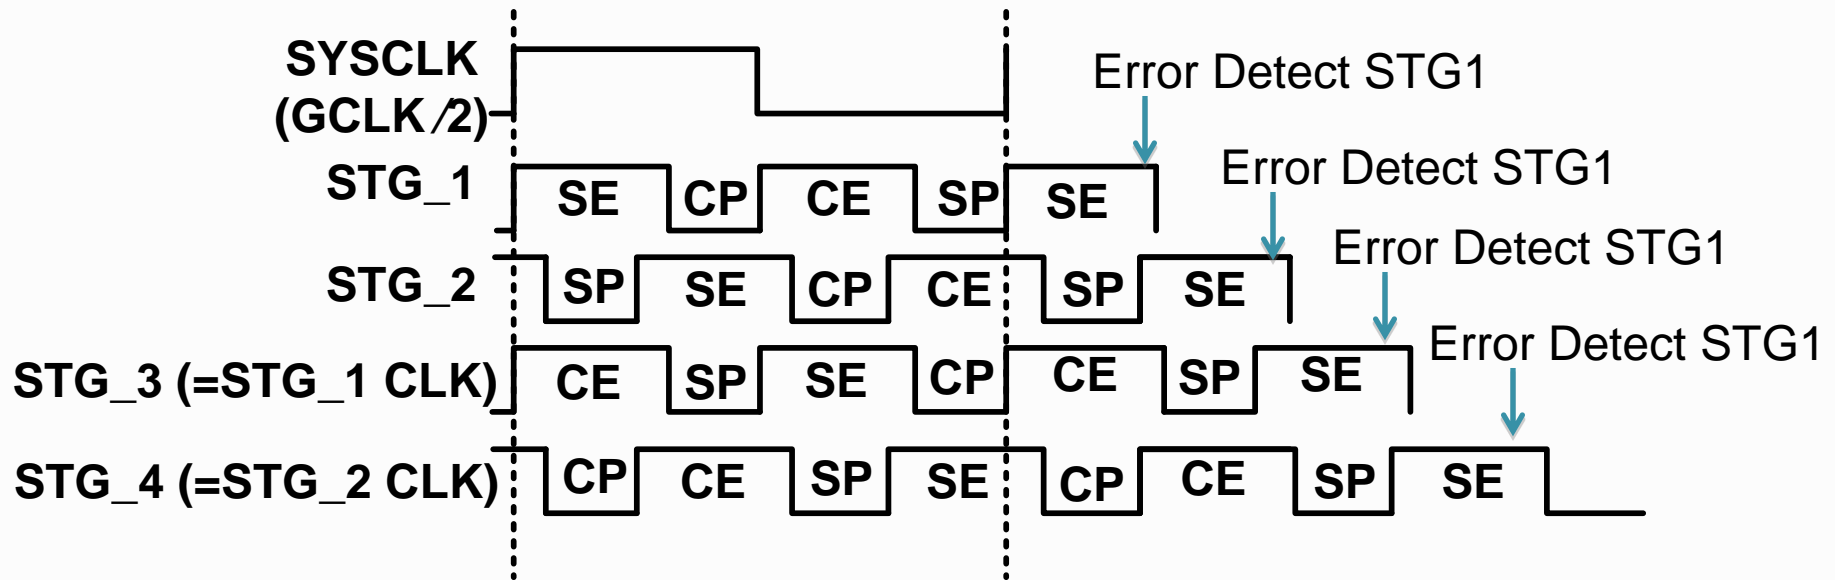 SYSCLK
(GCLK/2)
Error Detect STG1
STG_1
SE CP CE SP SE
Error Detect STG1
STG_2
SP SE CP CE SP SE
Error Detect STG1
STG_3 (=STG_1 CLK)
CE SP SE CP CE SP SE
Error Detect STG1
STG_4 (=STG_2 CLK)
CP CE SP SE CP CE SP SE